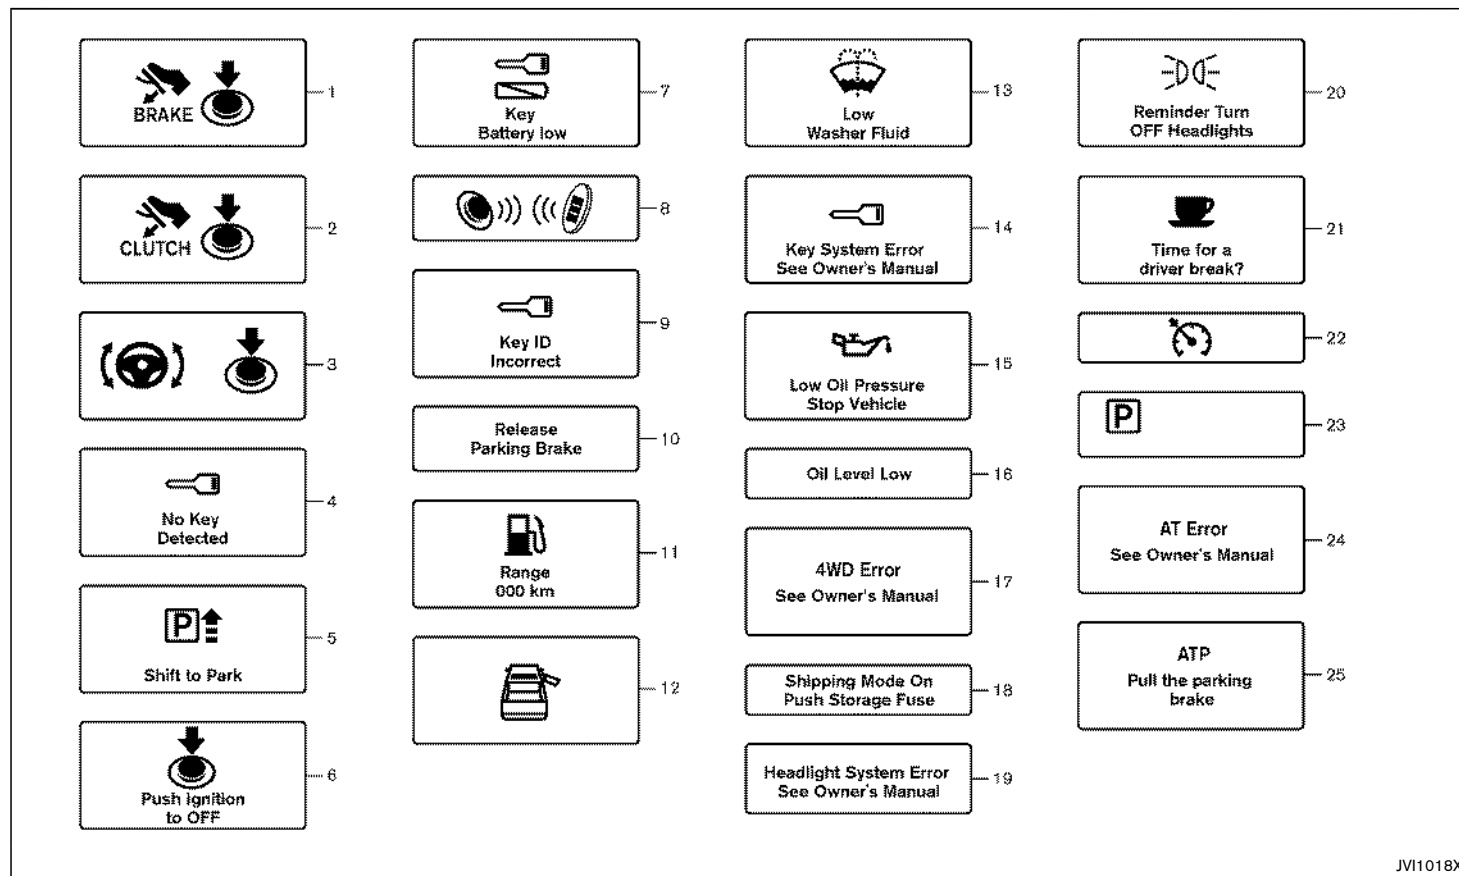 BRAKE
1
CLUTCH
2
3
No Key
Detected
4
P
Shift to Park
5
Push Ignition
to OFF
6
Key
Battery low
7
8
Key ID
Incorrect
9
Release
Parking Brake
10
Range
000 km
11
12
Low
Washer Fluid
13
Key System Error
See Owner's Manual
14
Low Oil Pressure
Stop Vehicle
15
Oil Level Low
16
4WD Error
See Owner's Manual
17
Shipping Mode On
Push Storage Fuse
18
Headlight System Error
See Owner's Manual
19
Reminder Turn
OFF Headlights
20
Time for a
driver break?
21
22
P
23
AT Error
See Owner's Manual
24
ATP
Pull the parking
brake
25
JVI1018X